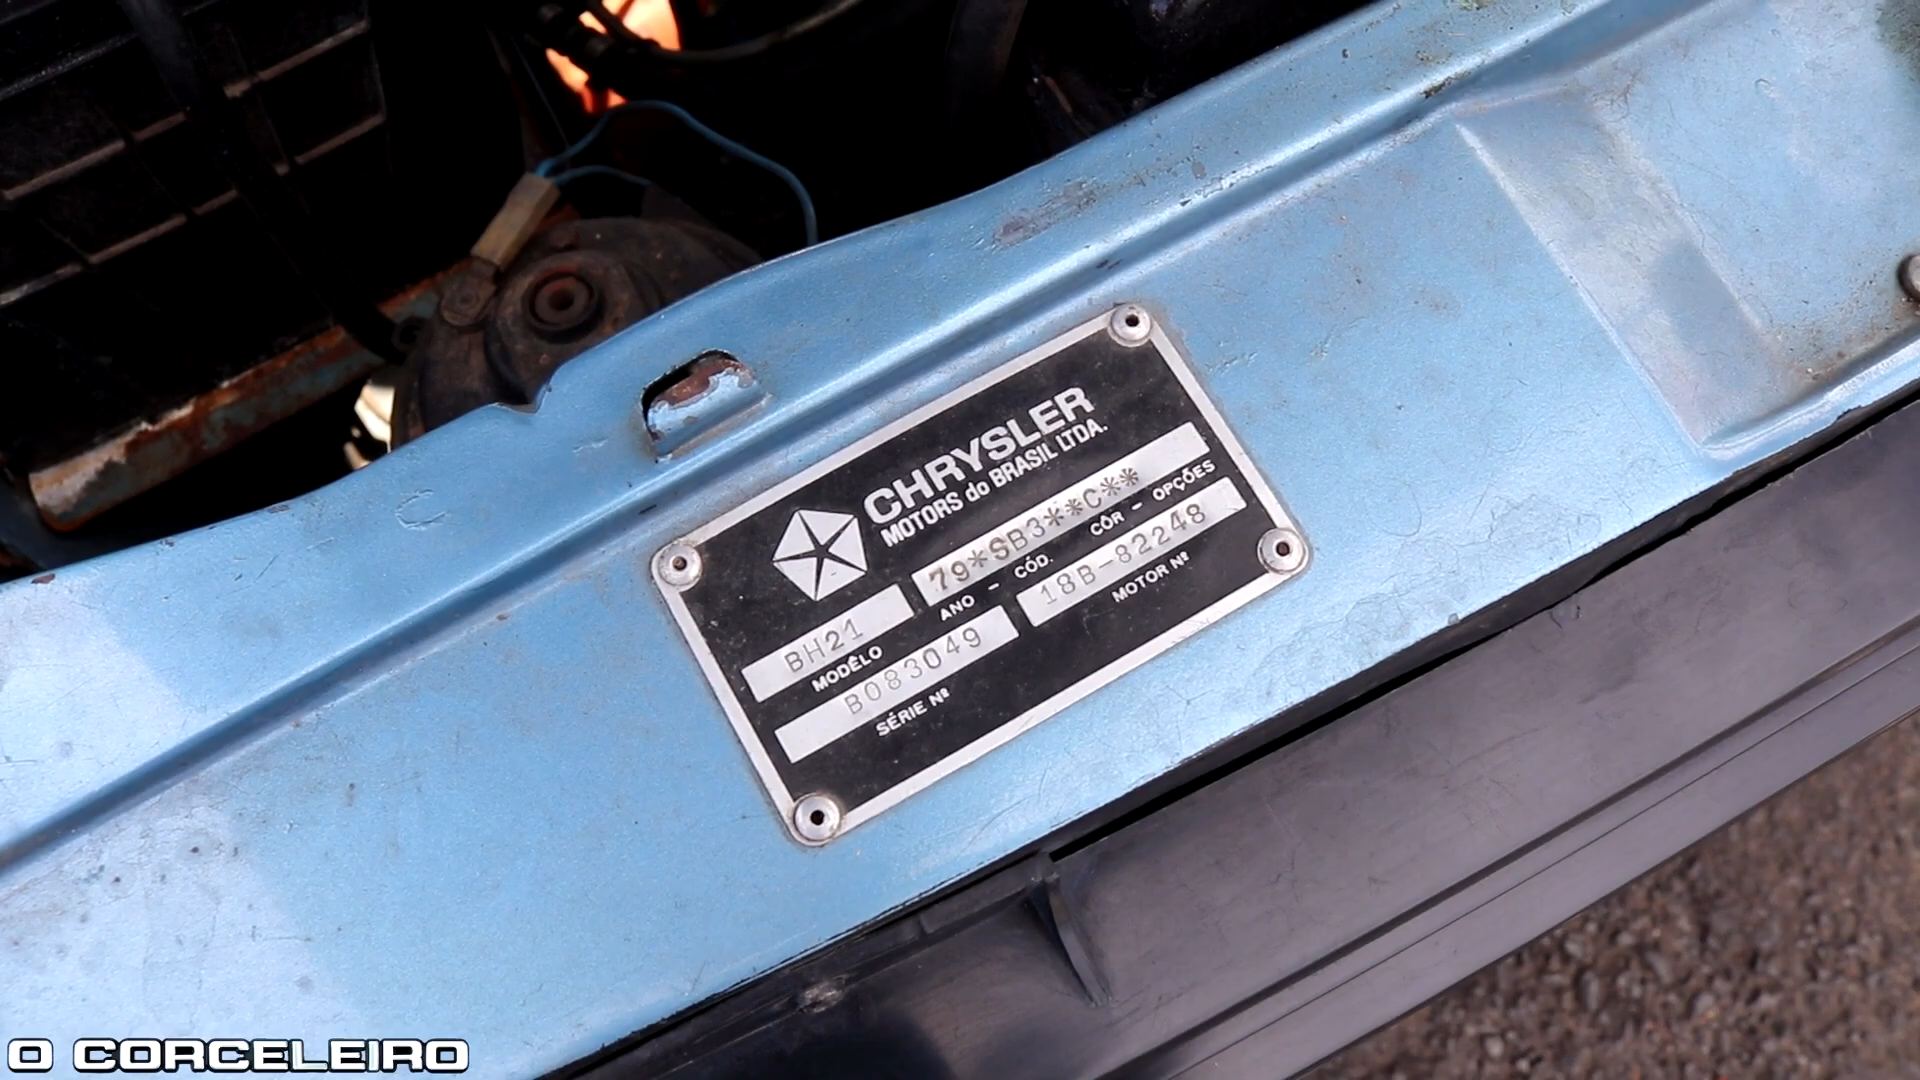 CHRYSLER
MOTORS do BRASIL LTDA.
BH21 79*SB3**C**
MODÊLO ANO - CÓD. CÔR - OPÇÕES
B083049 18B-82248
SÉRIE Nº MOTOR Nº
O CORCELEIRO